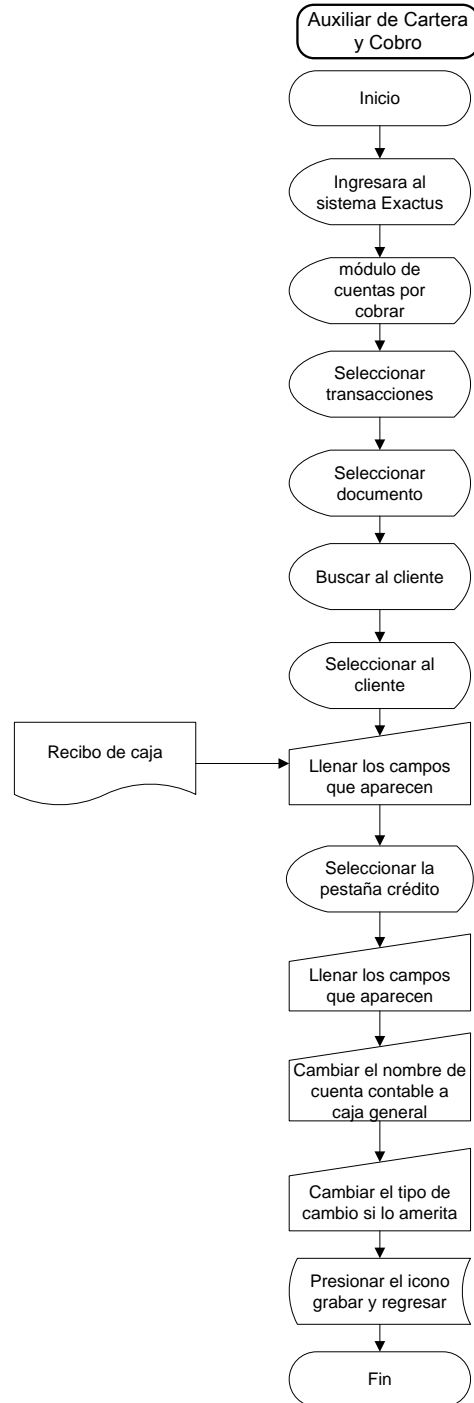 Auxiliar de Cartera
y Cobro
Inicio
Ingresara al
sistema Exactus
módulo de
cuentas por
cobrar
Seleccionar
transacciones
Seleccionar
documento
Buscar al cliente
Seleccionar al
cliente
Recibo de caja
Llenar los campos
que aparecen
Seleccionar la
pestaña crédito
Llenar los campos
que aparecen
Cambiar el nombre de
cuenta contable a
caja general
Cambiar el tipo de
cambio si lo amerita
Presionar el icono
grabar y regresar
Fin